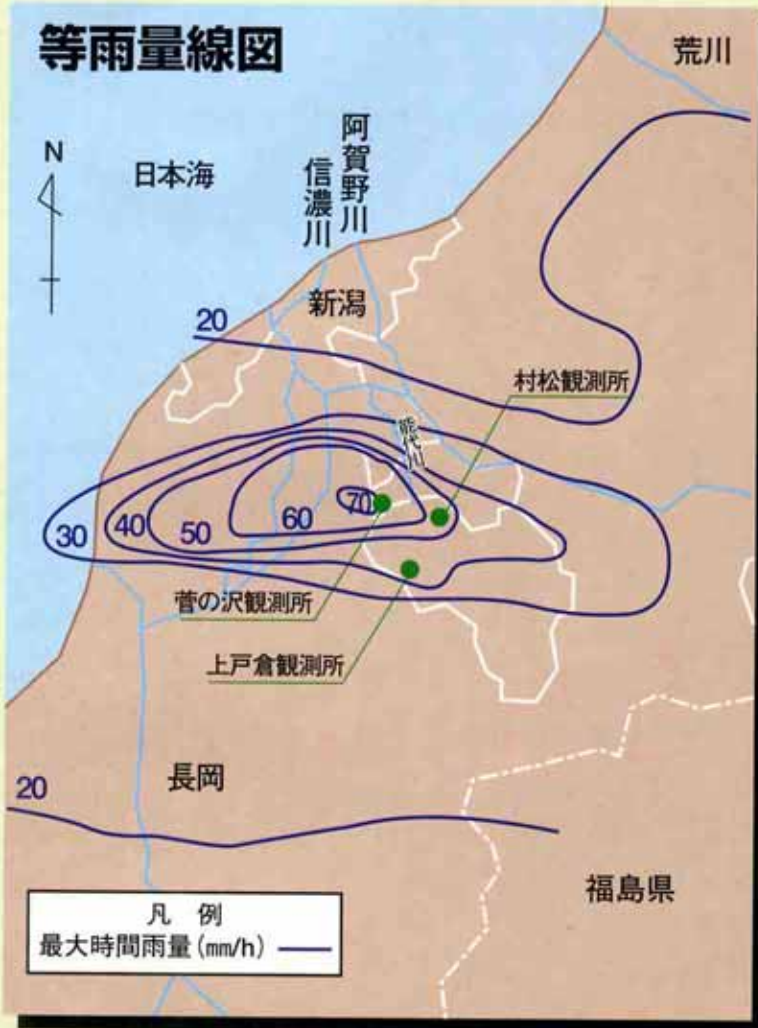 等雨量線図
荒川
N
日本海
阿賀野川
信濃川
新潟
20
村松観測所
能代川
30
40
50
60
70
菅の沢観測所
上戸倉観測所
20
長岡
福島県
凡 例
最大時間雨量(mm/h)